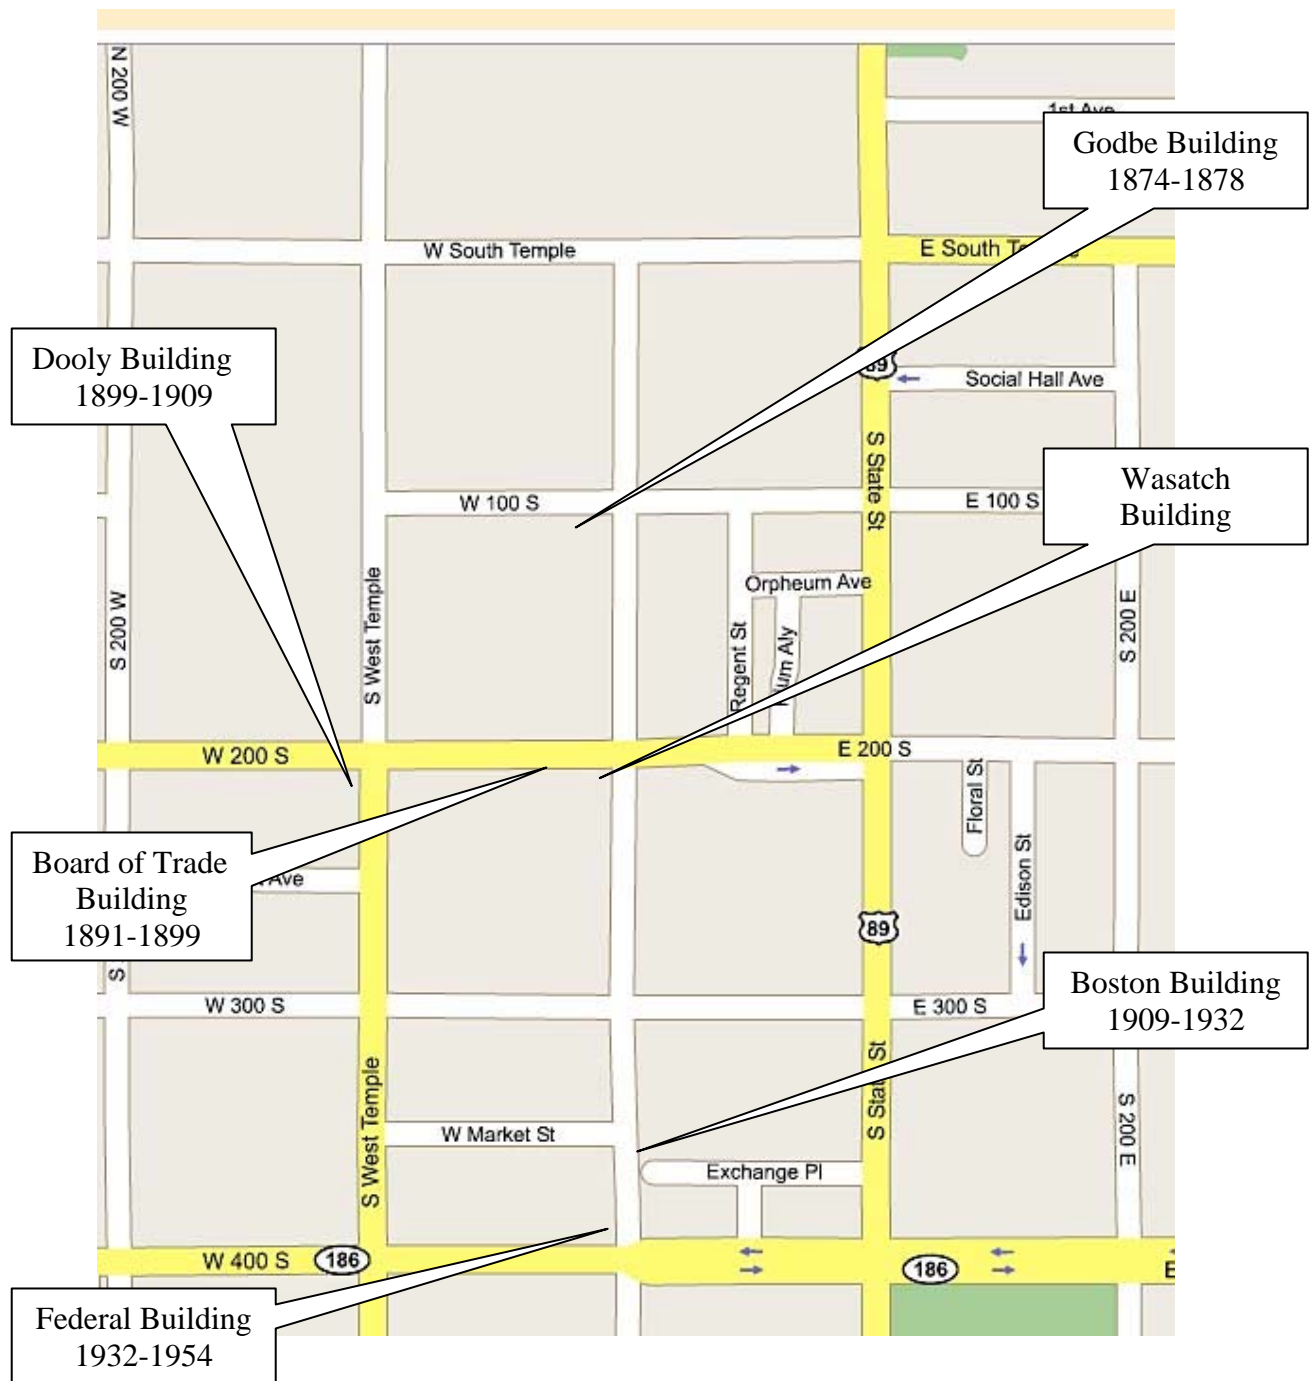 N 200 W
1st Ave
Godbe Building
1874-1878
W South Temple
E South Temple
Dooly Building
1899-1909
89
Social Hall Ave
S State St
Wasatch
Building
W 100 S
E 100 S
Orpheum Ave
S West Temple
S 200 W
Regent St
Aly
S 200 E
W 200 S
E 200 S
Floral St
Edison St
Board of Trade
Building
1891-1899
Ave
S
89
W 300 S
E 300 S
Boston Building
1909-1932
S State St
S West Temple
W Market St
S 200 E
Exchange Pl
W 400 S
186
186
E
Federal Building
1932-1954